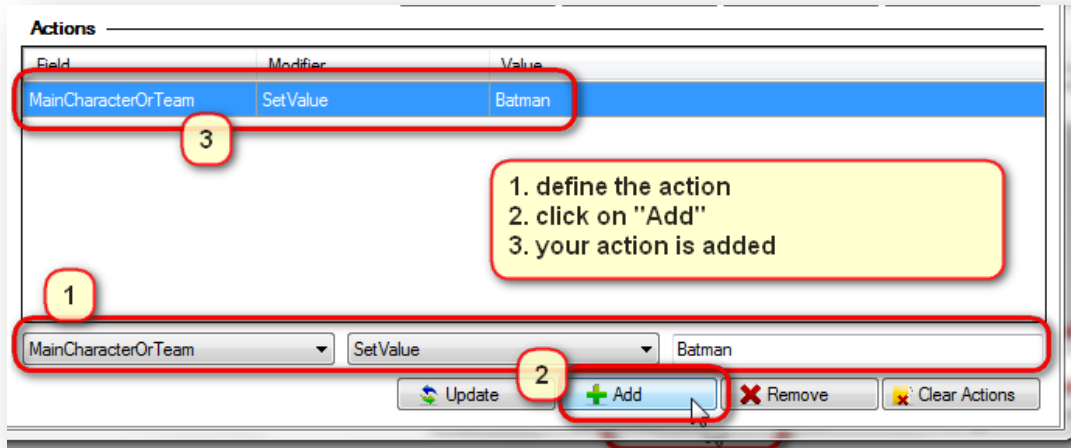 Actions
Field Modifier Value
MainCharacterOrTeam SetValue Batman
3
1. define the action
2. click on "Add"
3. your action is added
1
MainCharacterOrTeam SetValue Batman
2
Update Add Remove Clear Actions